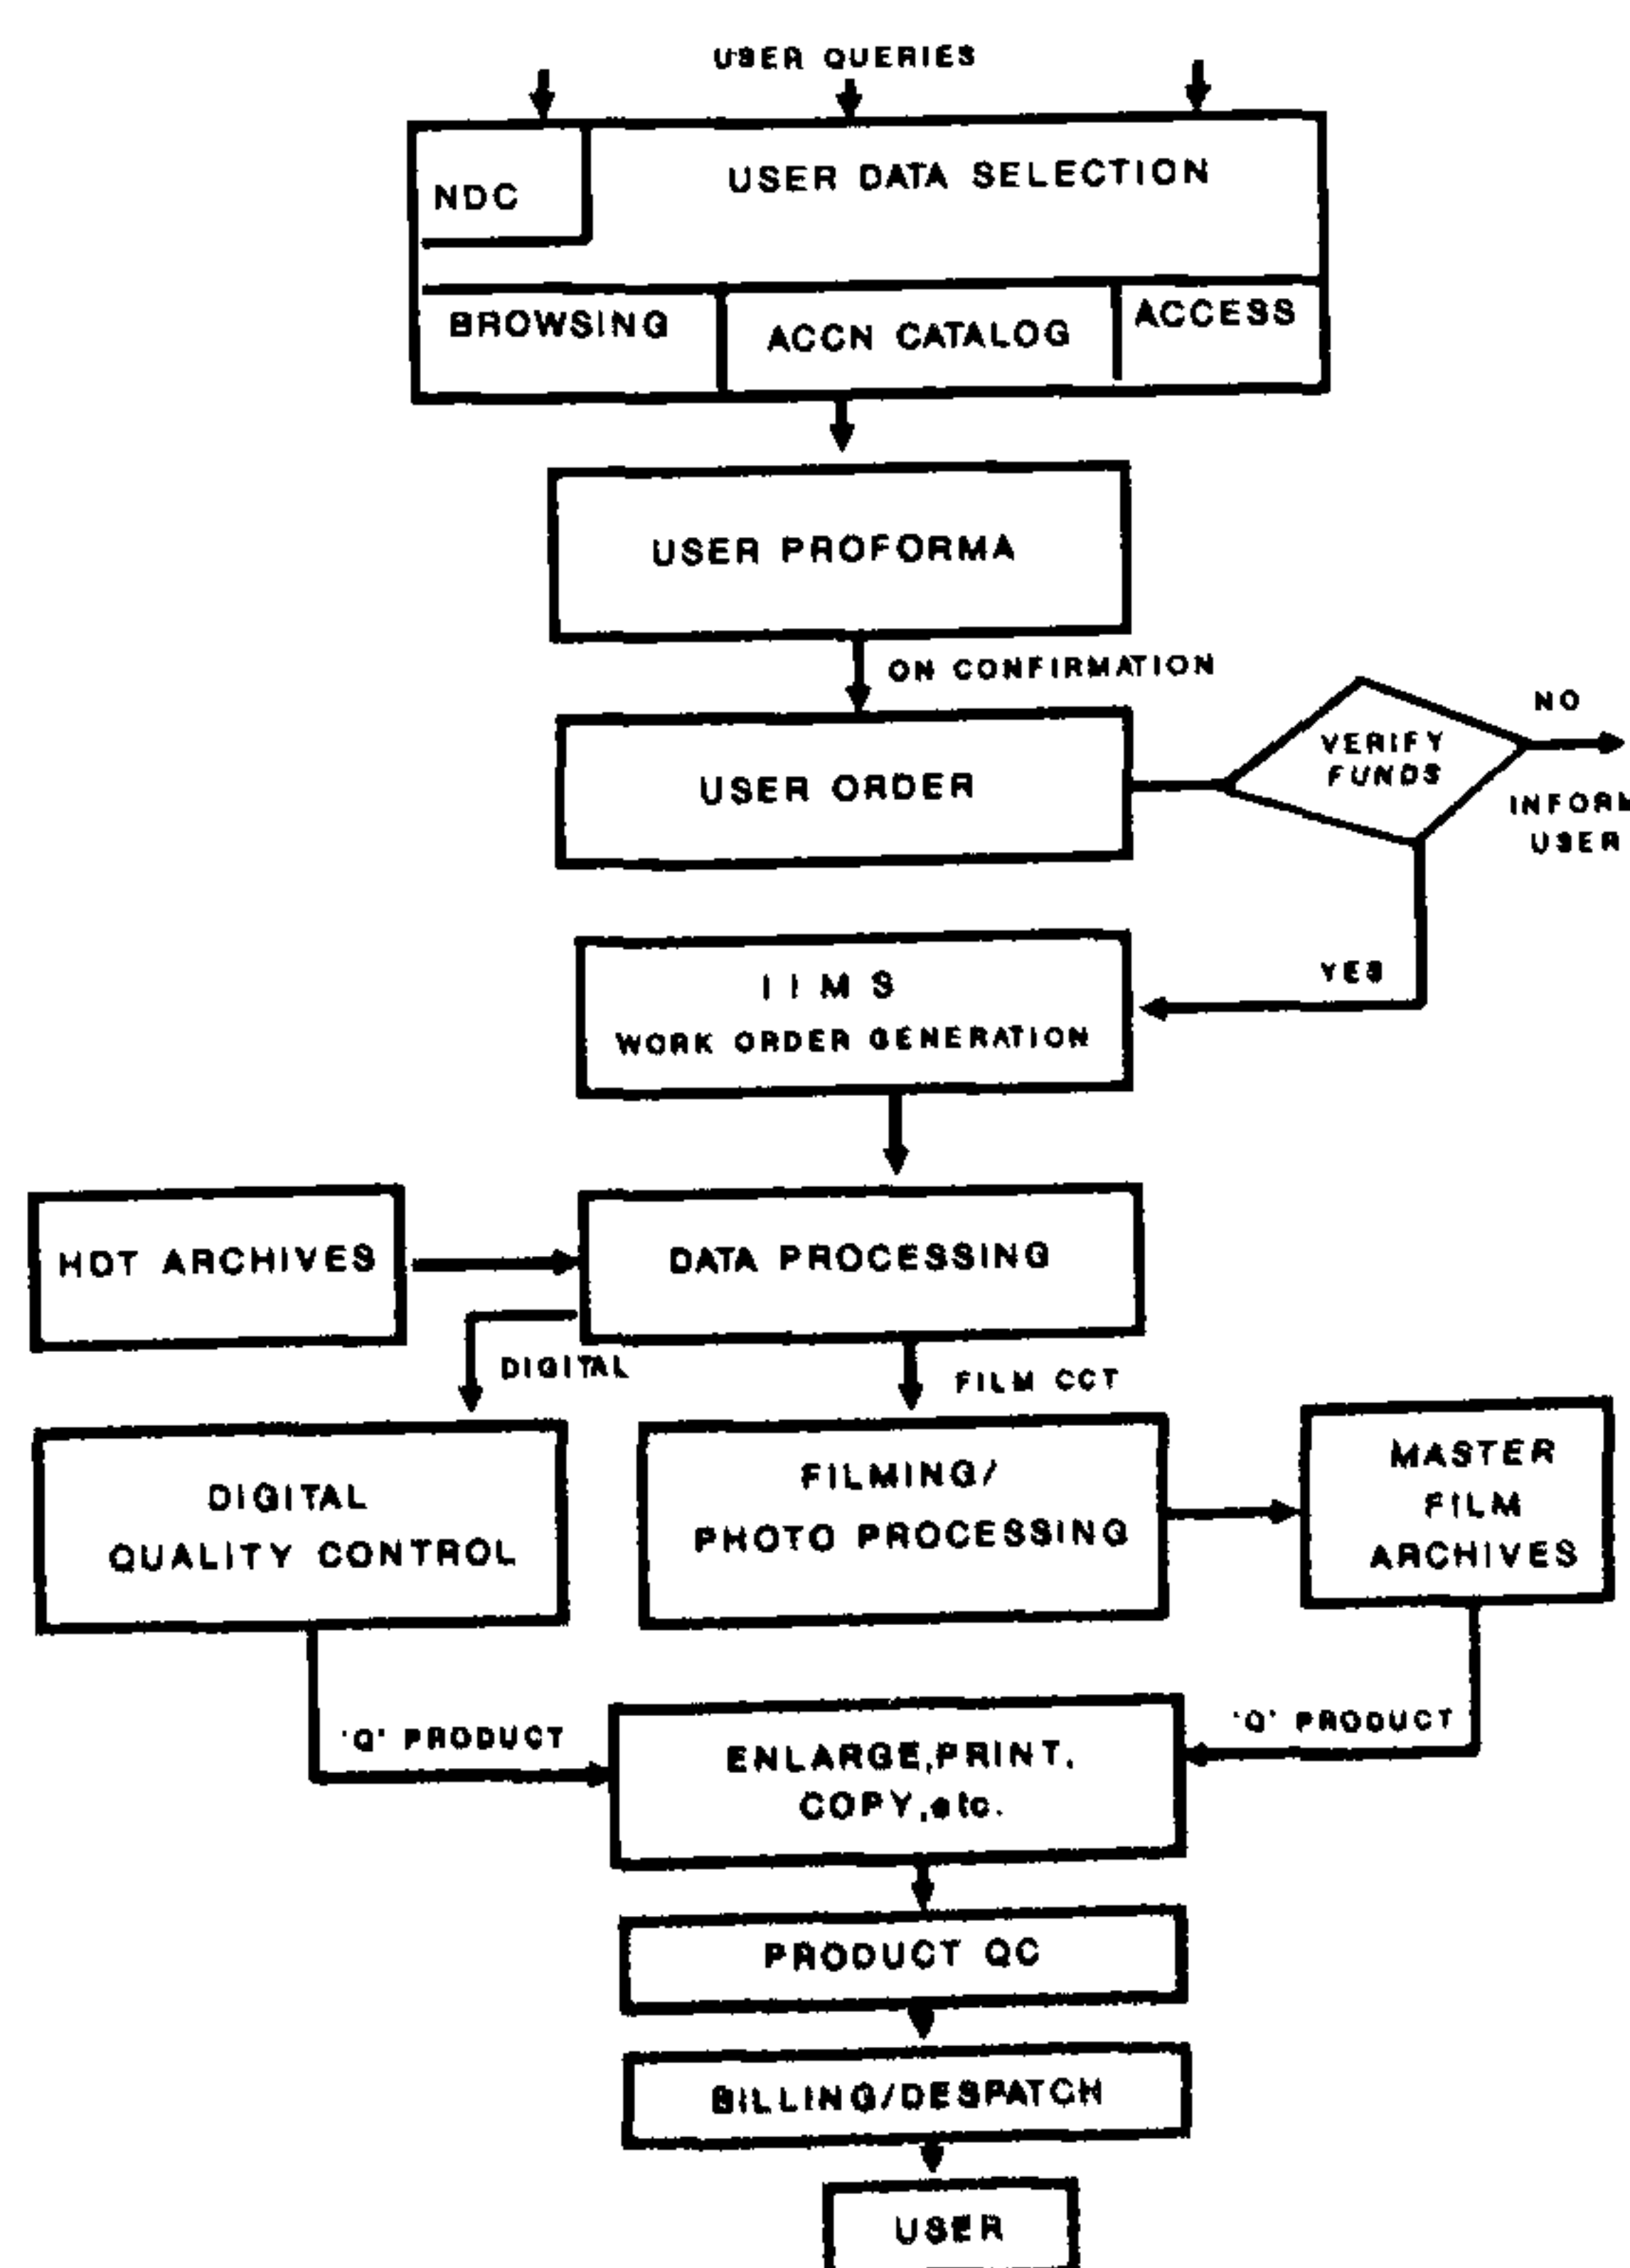 USER QUERIES
NDC
USER DATA SELECTION
BROWSING
ACCN CATALOG
ACCESS
USER PROFORMA
ON CONFIRMATION
USER ORDER
VERIFY
FUNDS
NO
INFORM
USER
YES
IIMS
WORK ORDER GENERATION
HDT ARCHIVES
DATA PROCESSING
DIGITAL
FILM CCT
DIGITAL
QUALITY CONTROL
FILMING/
PHOTO PROCESSING
MASTER
FILM
ARCHIVES
'Q' PRODUCT
'Q' PRODUCT
ENLARGE,PRINT,
COPY,etc.
PRODUCT QC
BILLING/DESPATCH
USER